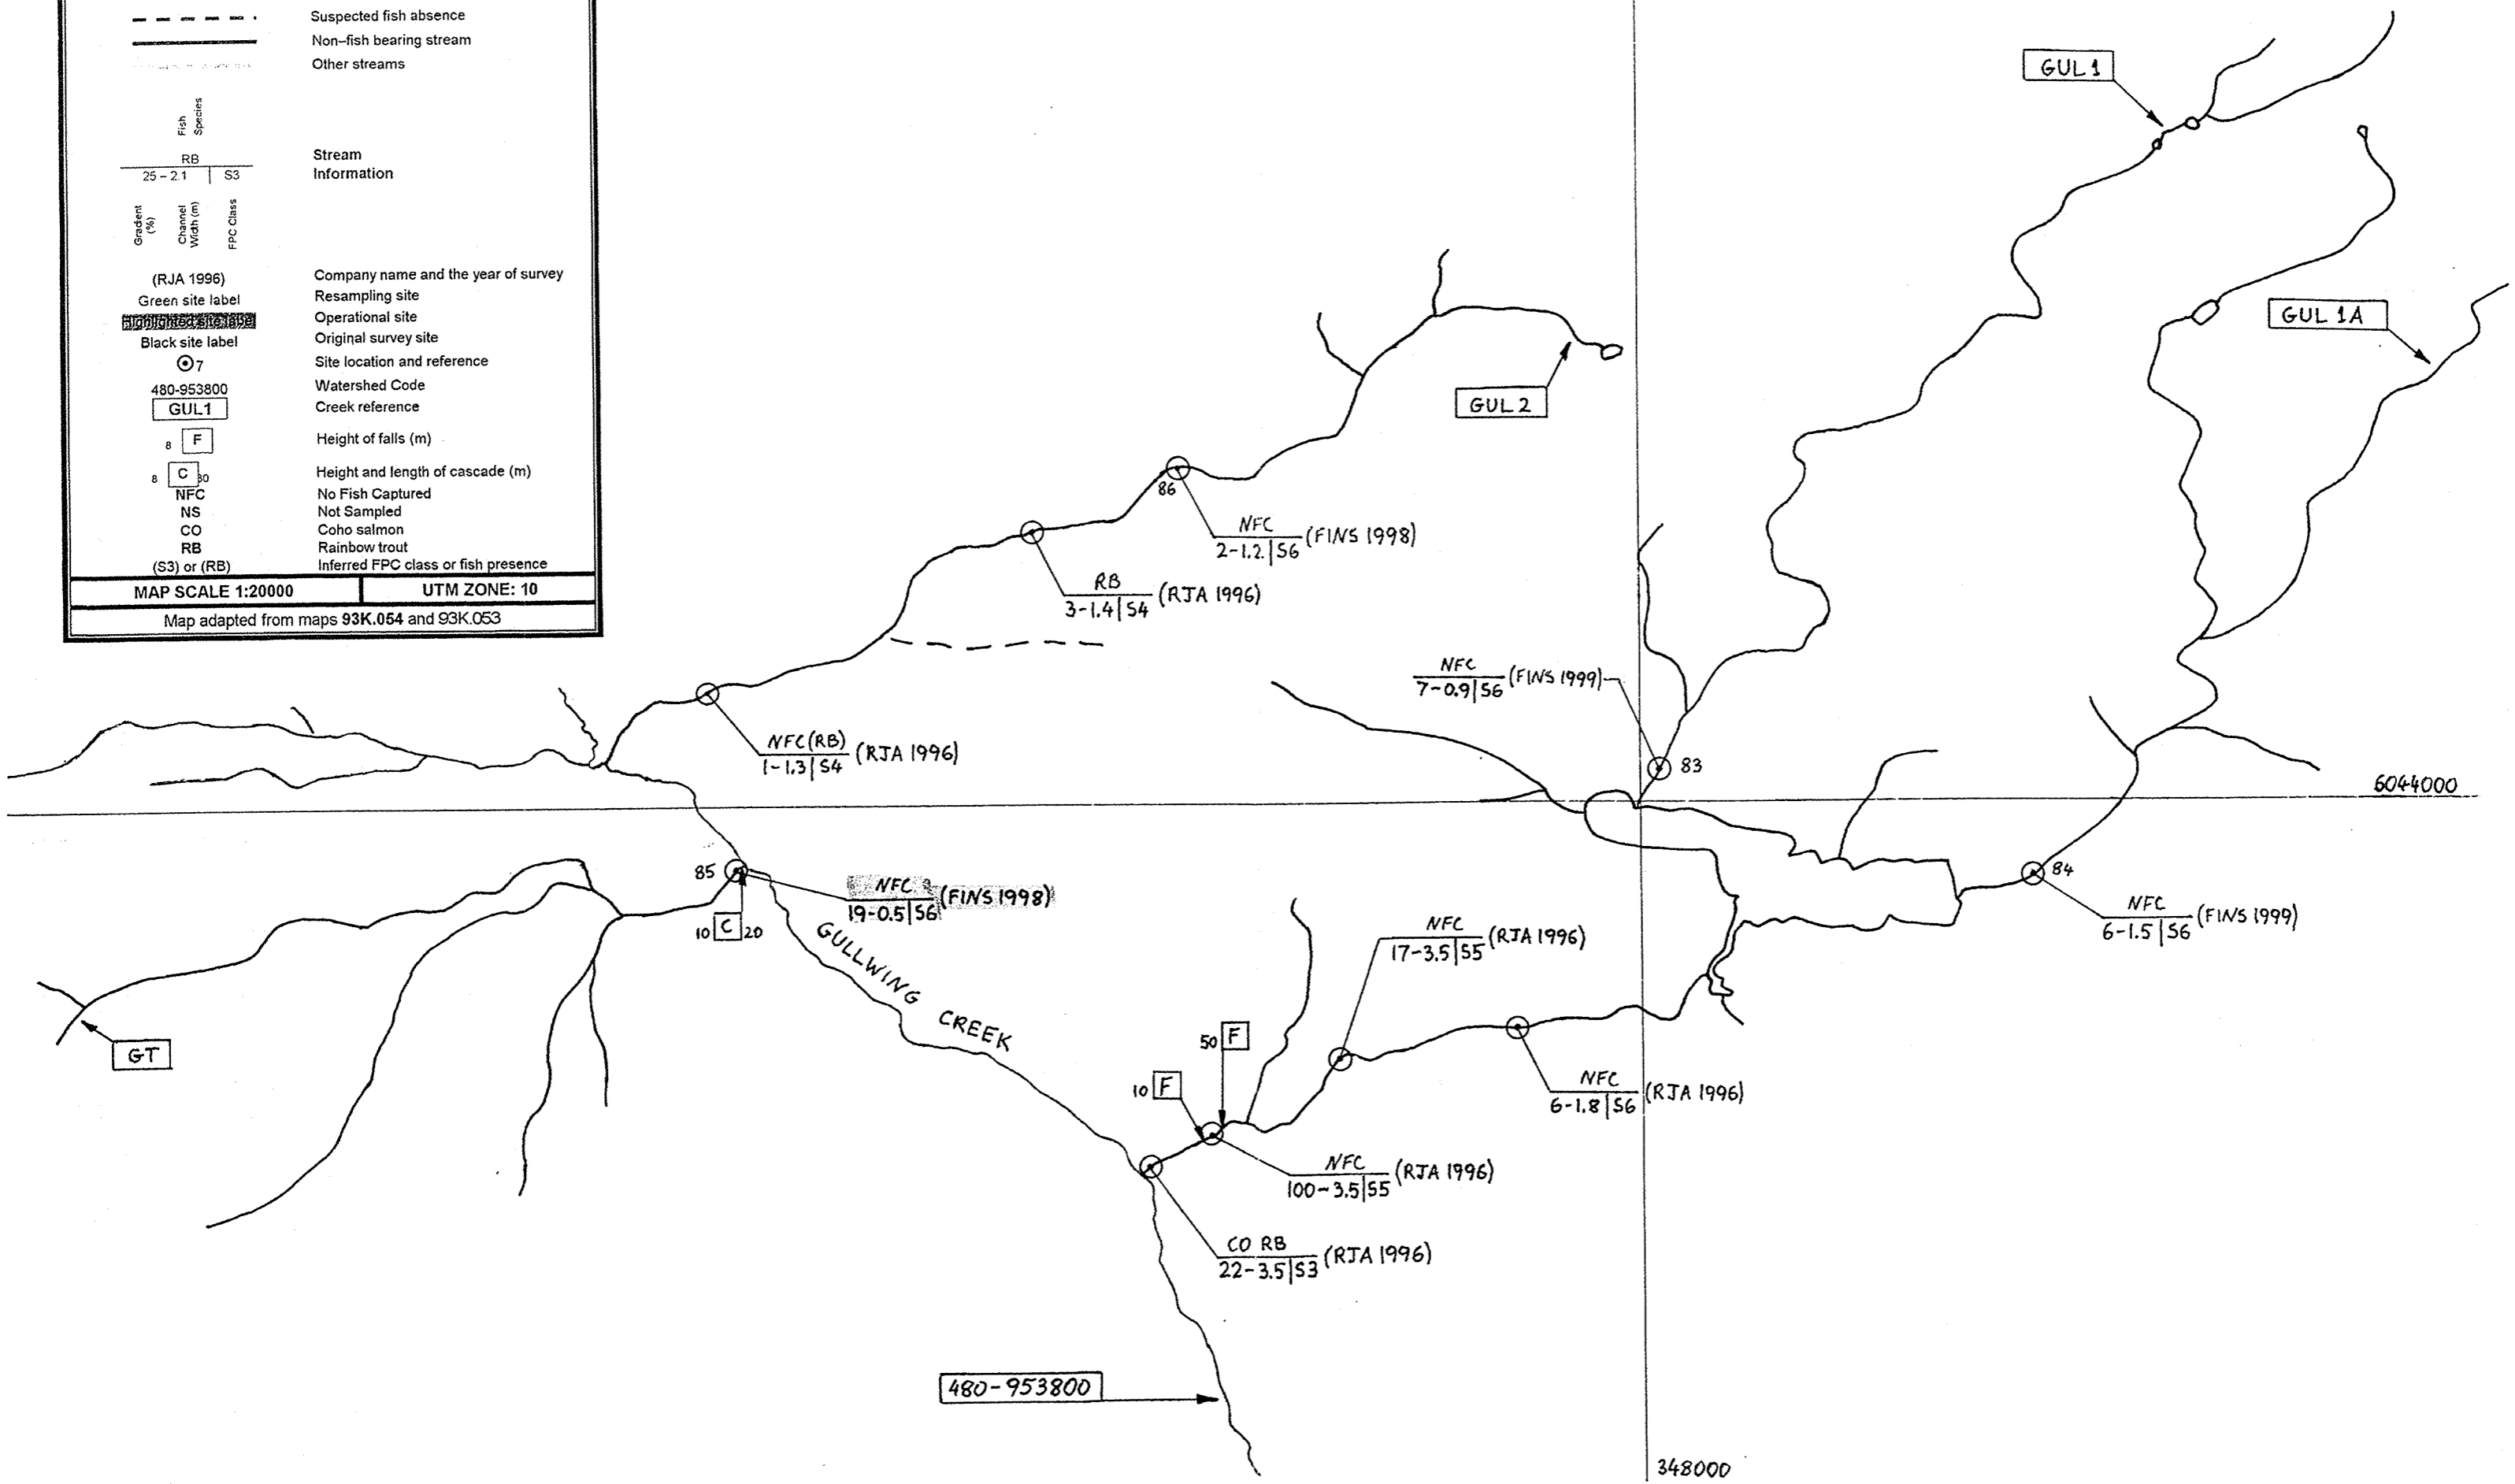 Suspected fish absence
Non-fish bearing stream
Other streams
Fish Species
RB
25 - 2.1 | S3
Stream
Information
Gradent (%)
Channel Width (m)
FPC Class
(RJA 1996) Company name and the year of survey
Green site label Resampling site
Highlighted site label Operational site
Black site label Original survey site
7 Site location and reference
480-953800 Watershed Code
GUL1 Creek reference
8 F Height of falls (m)
8 C 30 Height and length of cascade (m)
NFC No Fish Captured
NS Not Sampled
CO Coho salmon
RB Rainbow trout
(S3) or (RB) Inferred FPC class or fish presence
MAP SCALE 1:20000 UTM ZONE: 10
Map adapted from maps 93K.054 and 93K.053
GUL 1
GUL 1A
GUL 2
86
NFC
2-1.2 | S6 (FINS 1998)
RB
3-1.4 | S4 (RJA 1996)
NFC
7-0.9 | S6 (FINS 1999)
83
NFC (RB)
1-1.3 | S4 (RJA 1996)
6044000
85
NFC
19-0.5 | S6 (FINS 1998)
10 C 20
84
NFC
6-1.5 | S6 (FINS 1999)
GULLWING CREEK
NFC
17-3.5 | S5 (RJA 1996)
GT
50 F
10 F
NFC
6-1.8 | S6 (RJA 1996)
NFC
100-3.5 | S5 (RJA 1996)
CO RB
22-3.5 | S3 (RJA 1996)
480-953800
348000